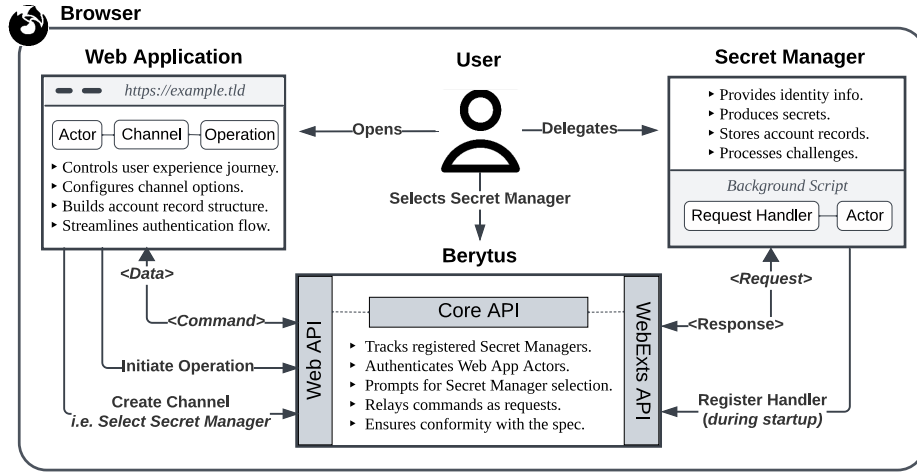 Browser
Web Application
User
Secret Manager
https://example.tld
Actor
Channel
Operation
‣ Controls user experience journey.
‣ Configures channel options.
‣ Builds account record structure.
‣ Streamlines authentication flow.
Opens
Delegates
Selects Secret Manager
‣ Provides identity info.
‣ Produces secrets.
‣ Stores account records.
‣ Processes challenges.
Background Script
Request Handler
Actor
Berytus
<Data>
<Command>
Initiate Operation
Create Channel
i.e. Select Secret Manager
Web API
Core API
‣ Tracks registered Secret Managers.
‣ Authenticates Web App Actors.
‣ Prompts for Secret Manager selection.
‣ Relays commands as requests.
‣ Ensures conformity with the spec.
WebExts API
<Request>
<Response>
Register Handler
(during startup)